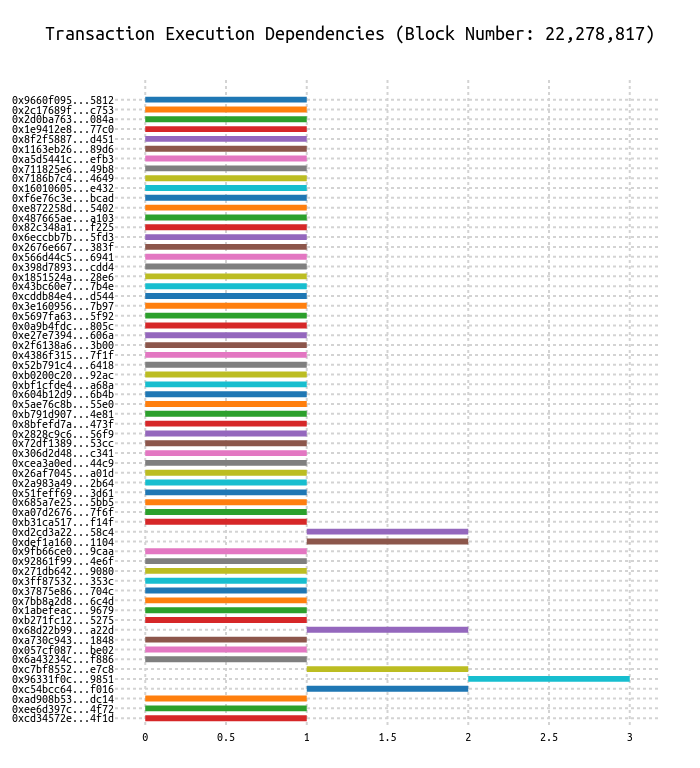 Transaction Execution Dependencies (Block Number: 22,278,817)
0x9660f095...5812
0x2c17689f...c753
0x2d0ba763...084a
0x1e9412e8...77c0
0x8f2f5887...d451
0x1163eb26...89d6
0xa5d5441c...efb3
0x711825e6...49b8
0x7186b7c4...4649
0x16010605...e432
0xf6e76c3e...bcad
0xe872258d...5402
0x487665ae...a103
0x82c348a1...f225
0x6eccbb7b...5fd3
0x2676e667...383f
0x566d44c5...6941
0x398d7893...cdd4
0x1851524a...28e6
0x43bc60e7...7b4e
0xcddb84e4...d544
0x3e160956...7b97
0x5697fa63...5f92
0x0a9b4fdc...805c
0xe27e7394...606a
0x2f6138a6...3b00
0x4386f315...7f1f
0x52b791c4...6418
0xb0200c20...92ac
0xbf1cfde4...a68a
0x604b12d9...6b4b
0x5ae76c8b...55e0
0xb791d907...4e81
0x8bfefd7a...473f
0x2828c9c6...56f9
0x72df1389...53cc
0x306d2d48...c341
0xcea3a0ed...44c9
0x26af7045...a01d
0x2a983a49...2b64
0x51feff69...3d61
0x685a7e25...5bb5
0xa07d2676...7f6f
0xb31ca517...f14f
0xd2cd3a22...58c4
0xdef1a160...1104
0x9fb66ce0...9caa
0x92861f99...4e6f
0x271db642...9080
0x3ff87532...353c
0x37875e86...704c
0x7bb8a2d8...6c4d
0x1abefeac...9679
0xb271fc12...5275
0x68d22b99...a22d
0xa730c943...1848
0x057cf087...be02
0x6a43234c...f886
0xc7bf8552...e7c8
0x96331f0c...9851
0xc54bcc64...f016
0xad908b53...dc14
0xee6d397c...4f72
0xcd34572e...4f1d
0 0.5 1 1.5 2 2.5 3